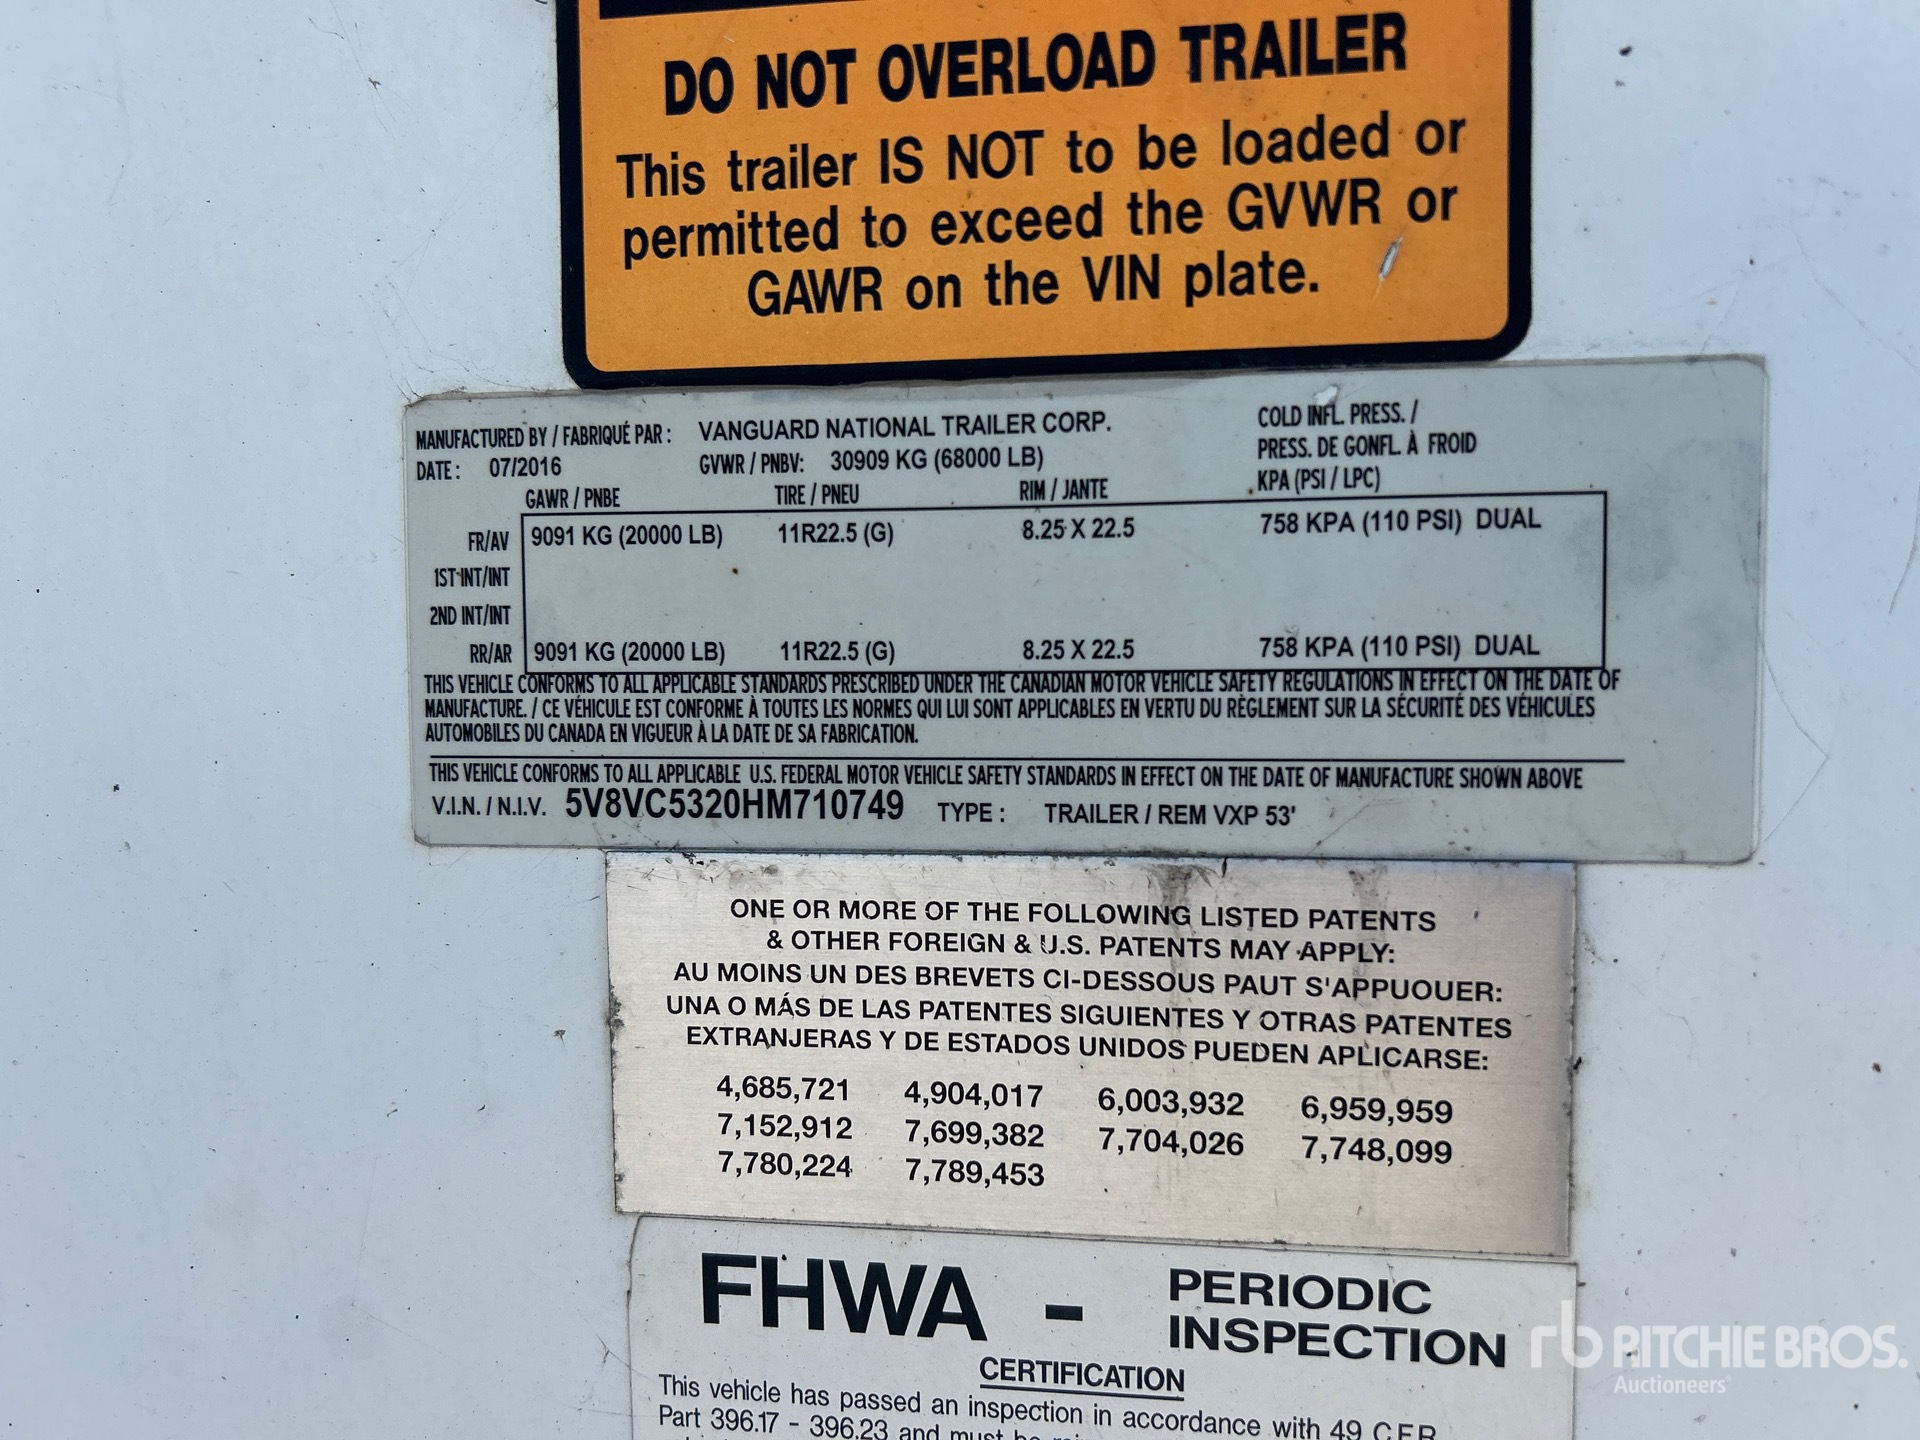 DO NOT OVERLOAD TRAILER
This trailer IS NOT to be loaded or
permitted to exceed the GVWR or
GAWR on the VIN plate.
MANUFACTURED BY / FABRIQUÉ PAR : VANGUARD NATIONAL TRAILER CORP.
COLD INFL. PRESS. /
PRESS. DE GONFL. À FROID
KPA (PSI / LPC)
DATE : 07/2016 GVWR / PNBV: 30909 KG (68000 LB)
GAWR / PNBE TIRE / PNEU RIM / JANTE
FR/AV 9091 KG (20000 LB) 11R22.5 (G) 8.25 X 22.5 758 KPA (110 PSI) DUAL
1ST INT/INT
2ND INT/INT
RR/AR 9091 KG (20000 LB) 11R22.5 (G) 8.25 X 22.5 758 KPA (110 PSI) DUAL
THIS VEHICLE CONFORMS TO ALL APPLICABLE STANDARDS PRESCRIBED UNDER THE CANADIAN MOTOR VEHICLE SAFETY REGULATIONS IN EFFECT ON THE DATE OF
MANUFACTURE. / CE VÉHICULE EST CONFORME À TOUTES LES NORMES QUI LUI SONT APPLICABLES EN VERTU DU RÈGLEMENT SUR LA SÉCURITÉ DES VÉHICULES
AUTOMOBILES DU CANADA EN VIGUEUR À LA DATE DE SA FABRICATION.
THIS VEHICLE CONFORMS TO ALL APPLICABLE U.S. FEDERAL MOTOR VEHICLE SAFETY STANDARDS IN EFFECT ON THE DATE OF MANUFACTURE SHOWN ABOVE
V.I.N. / N.I.V. 5V8VC5320HM710749 TYPE : TRAILER / REM VXP 53'
ONE OR MORE OF THE FOLLOWING LISTED PATENTS
& OTHER FOREIGN & U.S. PATENTS MAY APPLY:
AU MOINS UN DES BREVETS CI-DESSOUS PAUT S'APPUOUER:
UNA O MÁS DE LAS PATENTES SIGUIENTES Y OTRAS PATENTES
EXTRANJERAS Y DE ESTADOS UNIDOS PUEDEN APLICARSE:
4,685,721 4,904,017 6,003,932 6,959,959
7,152,912 7,699,382 7,704,026 7,748,099
7,780,224 7,789,453
FHWA - PERIODIC
INSPECTION
CERTIFICATION
This vehicle has passed an inspection in accordance with 49 C.F.R.
Part 396.17 - 396.23 and must be
rb RITCHIE BROS.
Auctioneers